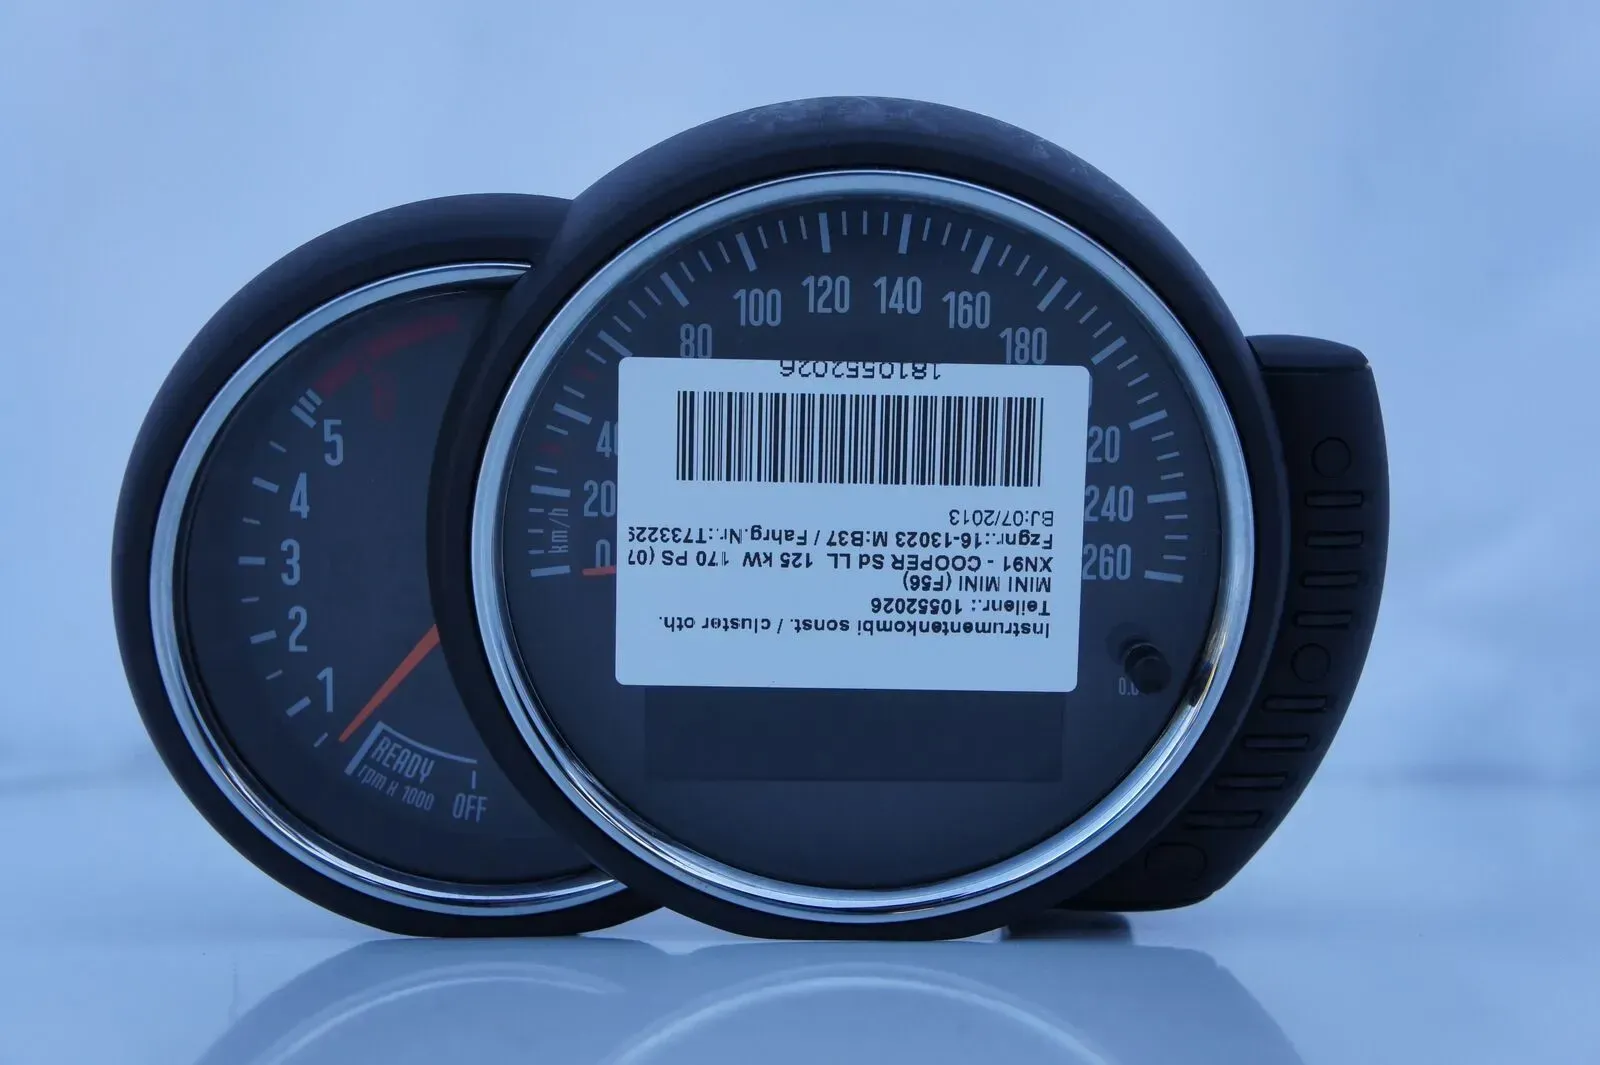 5
4
3
2
1
READY
rpm x 1000
OFF
0
20
80
100
120
140
160
180
240
260
km/h
Instrumentenkombi sonst. / cluster oth.
Teilenr.: 10552026
MINI MINI (F56)
XN91 - COOPER Sd LL 125 kW 170 PS (07
Fzgnr.:16-13023 M:B37 / Fahrg.Nr.:T733229
BJ:07/2013
1810552026